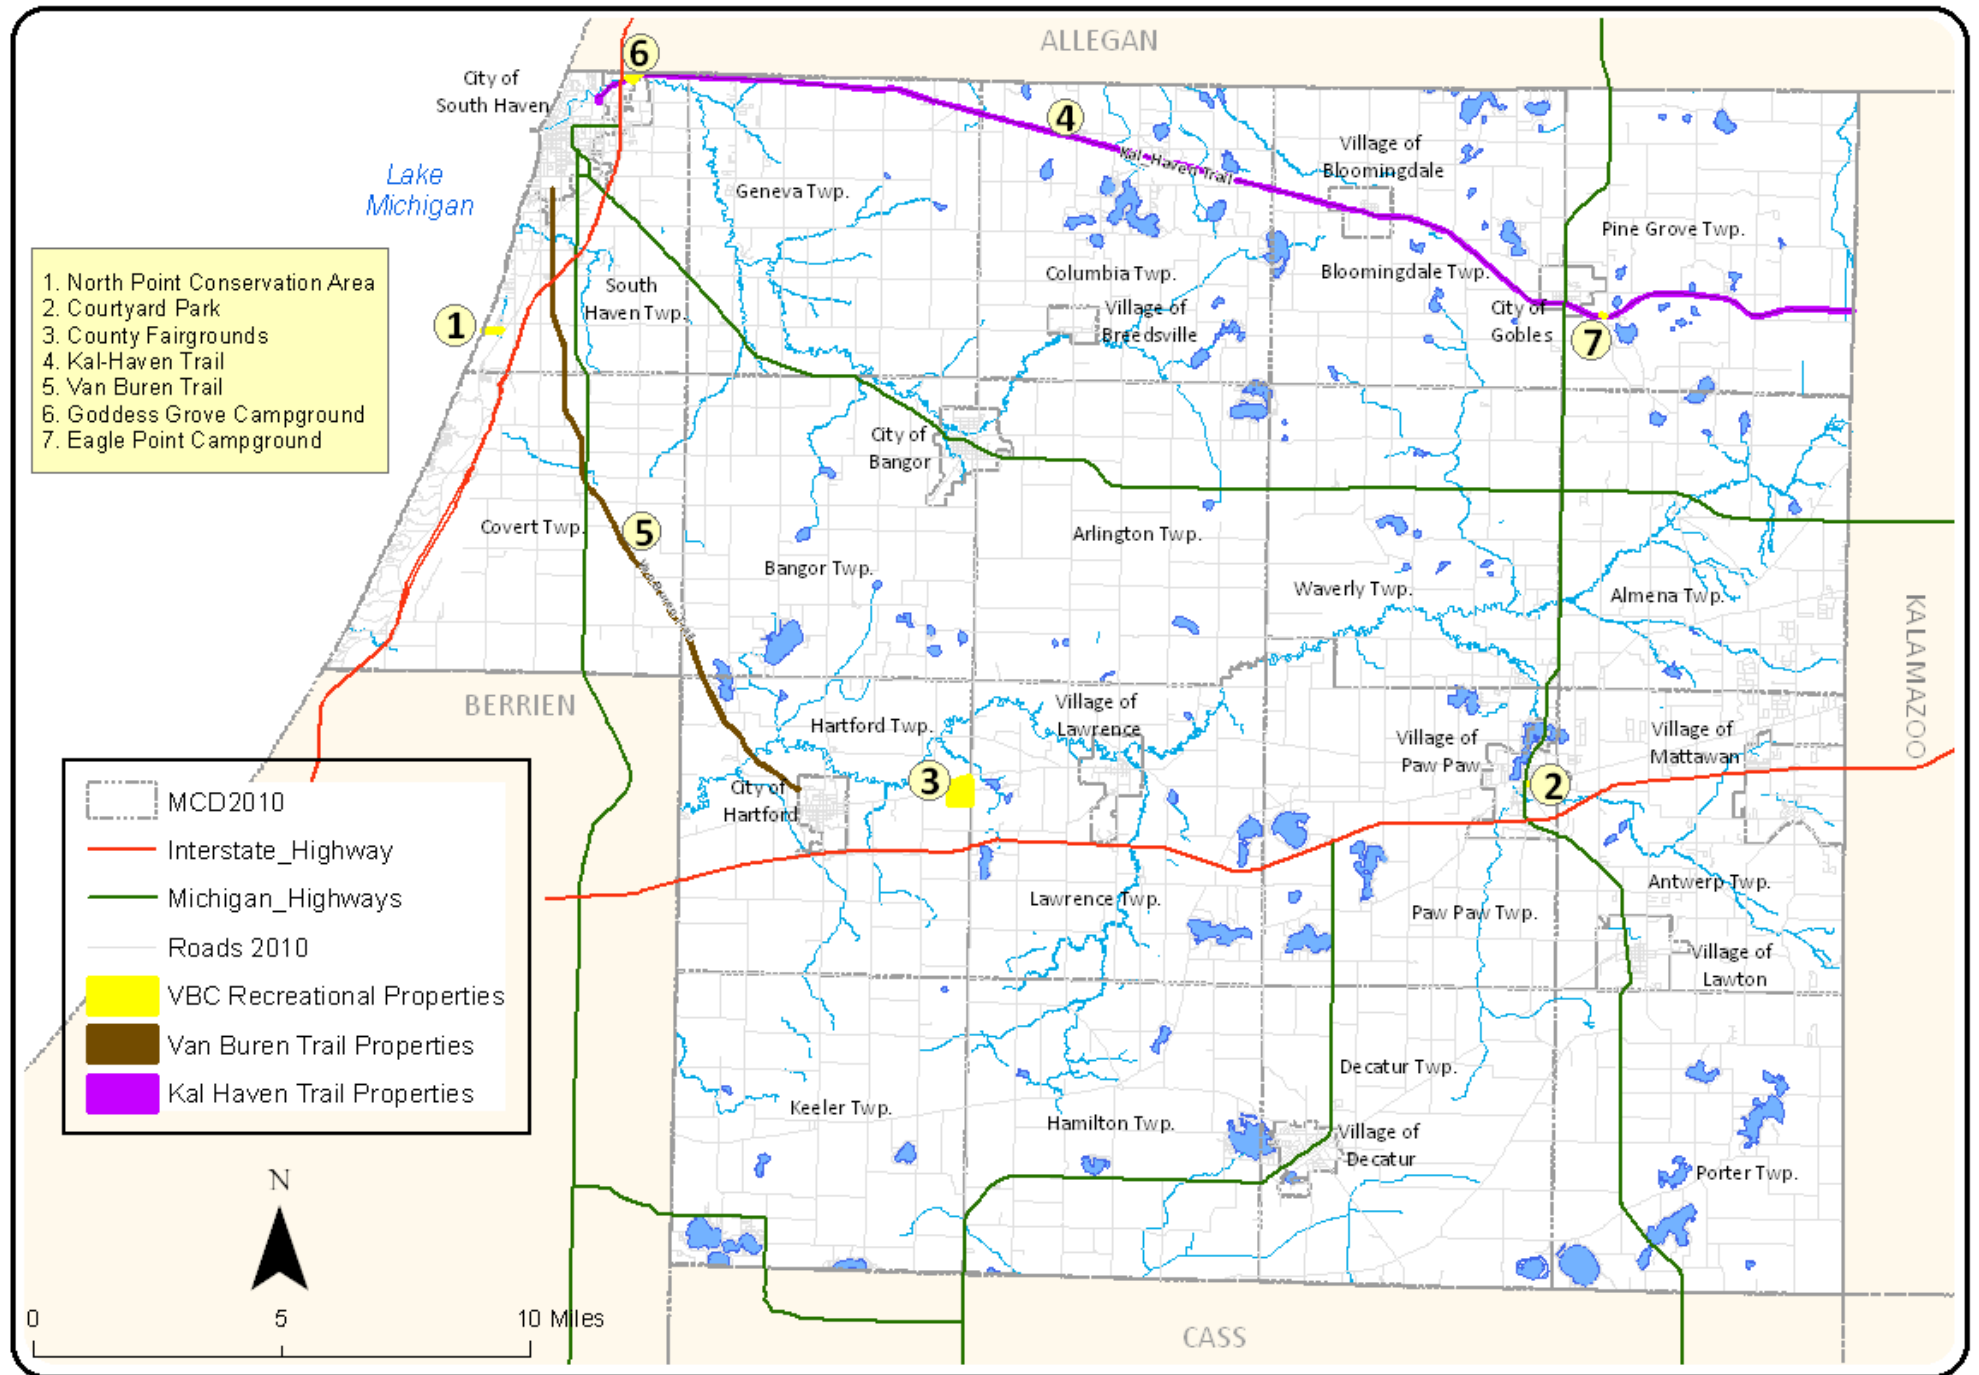 ALLEGAN
6
City of
South Haven
4
Kal-Haven Trail
Village of
Bloomingdale
Lake
Michigan
Geneva Twp.
Pine Grove Twp.
1. North Point Conservation Area
2. Courtyard Park
3. County Fairgrounds
4. Kal-Haven Trail
5. Van Buren Trail
6. Goddess Grove Campground
7. Eagle Point Campground
1
South
Haven Twp.
Columbia Twp.
Bloomingdale Twp.
Village of
Breedsville
City of
Gobles
7
City of
Bangor
Covert Twp.
5
Van Buren Trail
Arlington Twp.
Bangor Twp.
Waverly Twp.
Almena Twp.
KALAMAZOO
BERRIEN
Hartford Twp.
Village of
Lawrence
Village of
Paw Paw
Village of
Mattawan
3
2
City of
Hartford
MCD2010
Interstate_Highway
Michigan_Highways
Roads 2010
VBC Recreational Properties
Van Buren Trail Properties
Kal Haven Trail Properties
Lawrence Twp.
Paw Paw Twp.
Antwerp Twp.
Village of
Lawton
Decatur Twp.
Keeler Twp.
Hamilton Twp.
Village of
Decatur
Porter Twp.
N
0 5 10 Miles
CASS